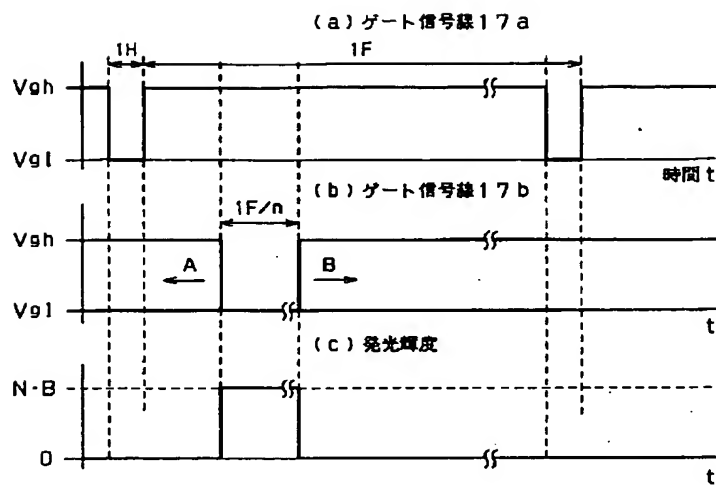 (a)ゲート信号線17a
1H
1F
Vgh
Vgl
時間t
(b)ゲート信号線17b
1F/n
Vgh
A
B
Vgl
t
(c)発光輝度
N·B
0
t